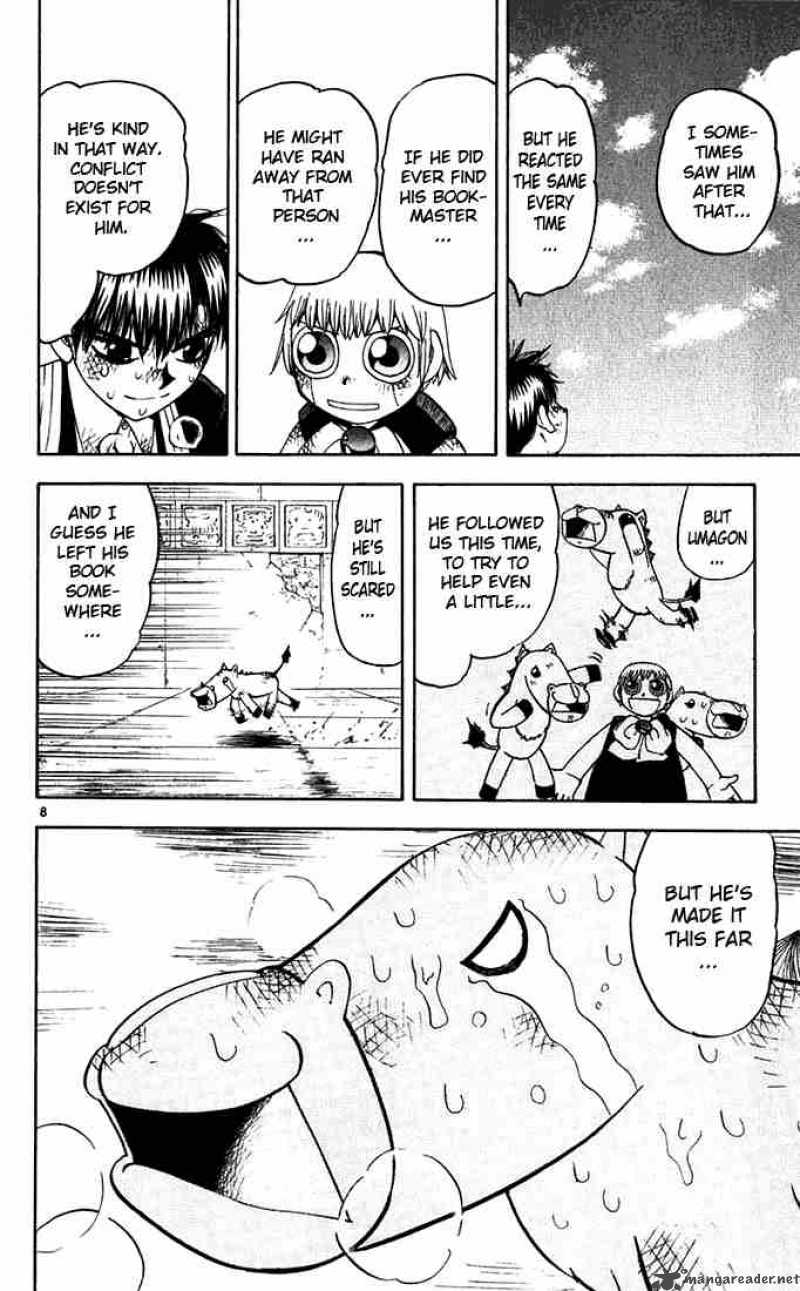 I SOME-
TIMES
SAW HIM
AFTER
THAT...
BUT HE
REACTED
THE SAME
EVERY
TIME
...
IF HE DID
EVER FIND
HIS BOOK-
MASTER
...
HE MIGHT
HAVE RAN
AWAY FROM
THAT
PERSON
...
HE'S KIND
IN THAT WAY.
CONFLICT
DOESN'T
EXIST FOR
HIM.
BUT
UMAGON
...
HE FOLLOWED
US THIS TIME,
TO TRY TO
HELP EVEN
A LITTLE...
BUT
HE'S
STILL
SCARED
...
AND I
GUESS HE
LEFT HIS
BOOK
SOME-
WHERE
...
8
BUT HE'S
MADE IT
THIS FAR
...
mangareader.net